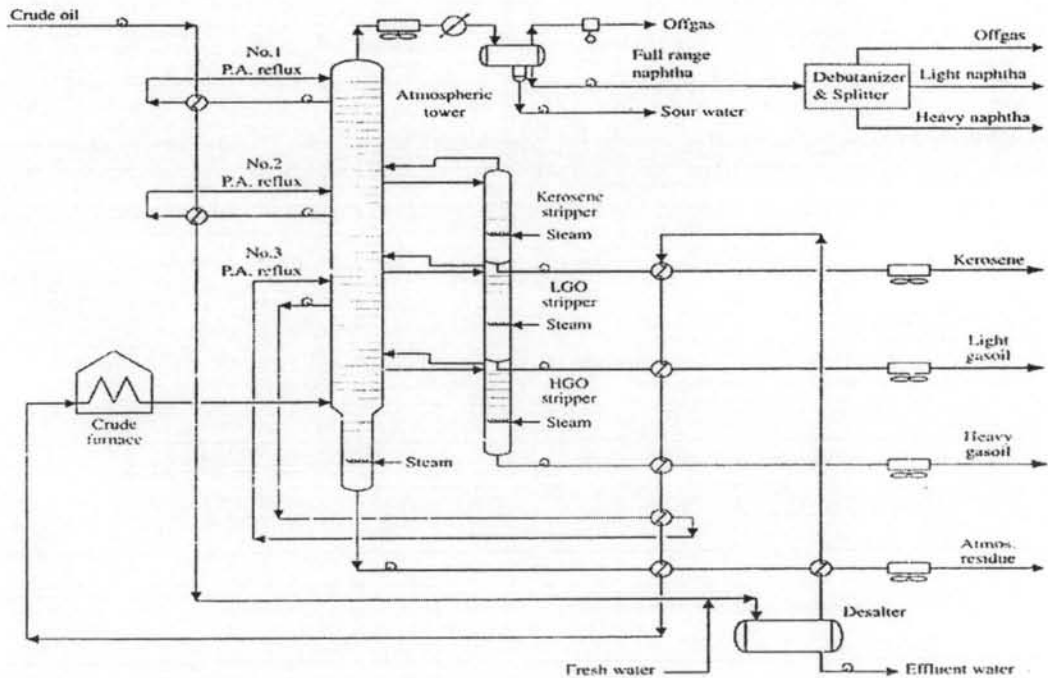 Crude oil
Offgas
Offgas
No.1
P.A. reflux
Full range
naphtha
Debutanizer
& Splitter
Light naphtha
Atmospheric
tower
Sour water
Heavy naphtha
No.2
P.A. reflux
Kerosene
stripper
Steam
No.3
P.A. reflux
Kerosene
LGO
stripper
Steam
Light
gasoil
HGO
stripper
Steam
Crude
furnace
Heavy
gasoil
Steam
Atmos.
residue
Desalter
Fresh water
Effluent water